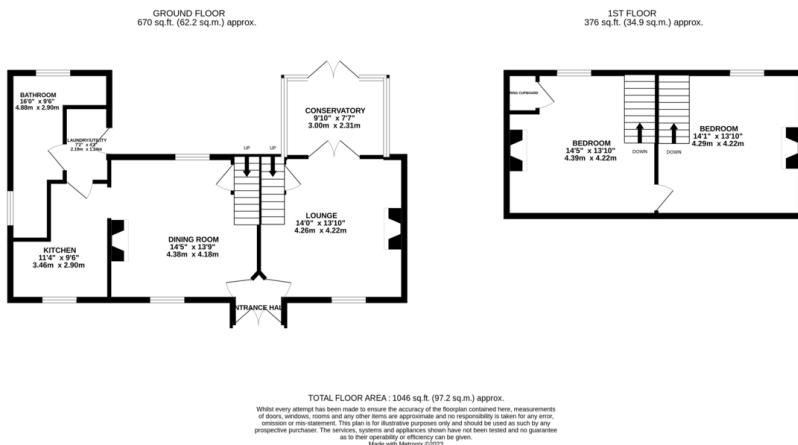 GROUND FLOOR
670 sq.ft. (62.2 sq.m.) approx.
1ST FLOOR
376 sq.ft. (34.9 sq.m.) approx.
BATHROOM
16'0" x 9'6"
4.88m x 2.90m
LAUNDRY/UTILITY
CONSERVATORY
9'10" x 7'7"
3.00m x 2.31m
UP
UP
DINING ROOM
14'5" x 13'9"
4.38m x 4.18m
LOUNGE
14'0" x 13'10"
4.26m x 4.22m
KITCHEN
11'4" x 9'6"
3.46m x 2.90m
ENTRANCE HALL
CUPBOARD
BEDROOM
14'5" x 13'10"
4.39m x 4.22m
DOWN
DOWN
BEDROOM
14'1" x 13'10"
4.29m x 4.22m
TOTAL FLOOR AREA : 1046 sq.ft. (97.2 sq.m.) approx.
Whilst every attempt has been made to ensure the accuracy of the floorplan contained here, measurements
of doors, windows, rooms and any other items are approximate and no responsibility is taken for any error,
omission or mis-statement. This plan is for illustrative purposes only and should be used as such by any
prospective purchaser. The services, systems and appliances shown have not been tested and no guarantee
as to their operability or efficiency can be given.
Made with Metropix ©2023